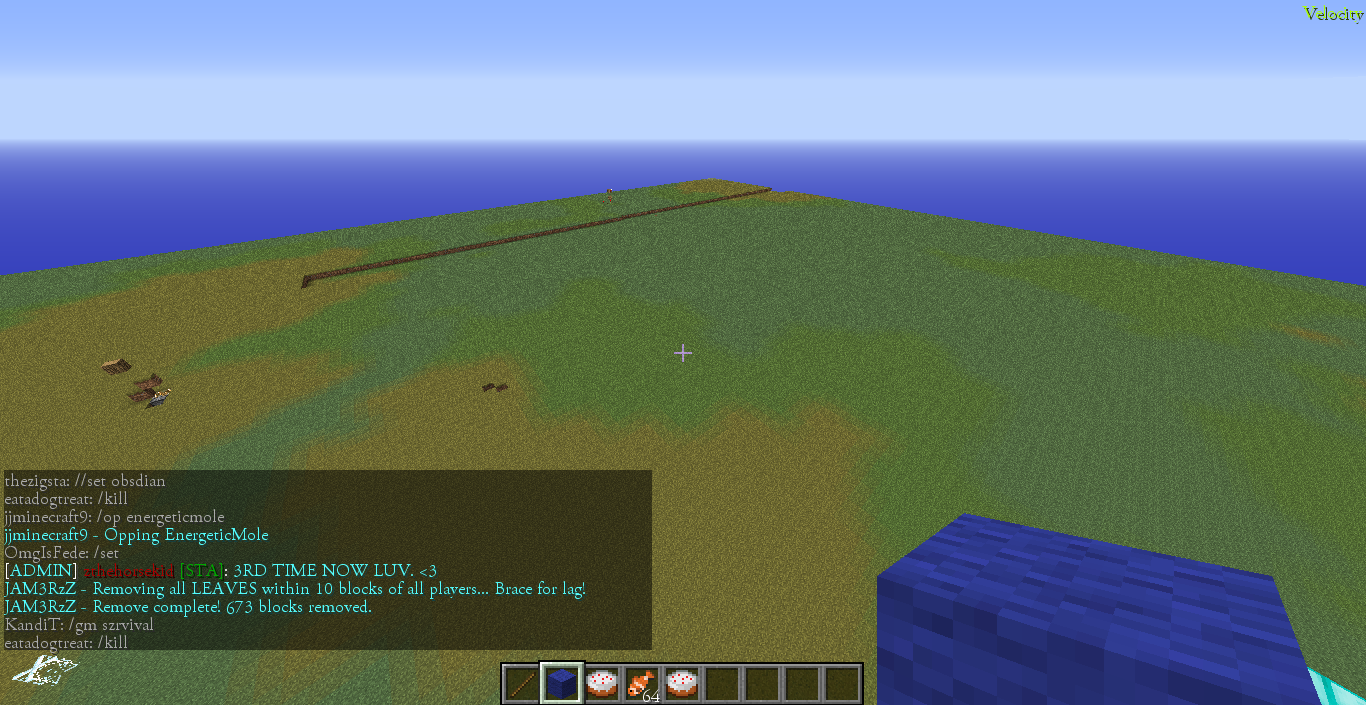 Velocity
thezigsta: //set obsdian
eatadogtreat: /kill
jjminecraft9: /op energeticmole
jjminecraft9 - Opping EnergeticMole
OmgIsFede: /set
[ADMIN] [STA]: 3RD TIME NOW LUV. <3
JAM3RzZ - Removing all LEAVES within 10 blocks of all players... Brace for lag!
JAM3RzZ - Remove complete! 673 blocks removed.
KandiT: /gm szrvival
eatadogtreat: /kill
64